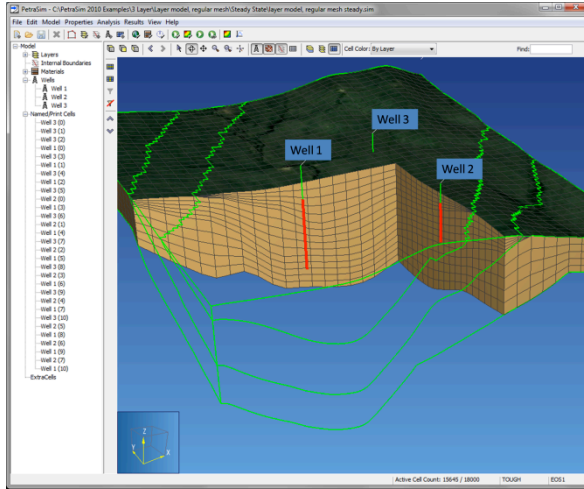 PetraSim - C:\PetraSim 2010 Examples\3 Layer\Layer model, regular mesh\Steady State\layer model, regular mesh steady.sim
File Edit Model Properties Analysis Results View Help
Cell Color: By Layer
Find:
Model
Layers
Internal Boundaries
Materials
Wells
Well 1
Well 2
Well 3
Named/Print Cells
Well 3 (0)
Well 3 (1)
Well 3 (2)
Well 1 (0)
Well 3 (3)
Well 1 (1)
Well 3 (4)
Well 1 (2)
Well 3 (5)
Well 2 (0)
Well 1 (3)
Well 3 (6)
Well 2 (1)
Well 1 (4)
Well 3 (7)
Well 2 (2)
Well 1 (5)
Well 3 (8)
Well 2 (3)
Well 1 (6)
Well 3 (9)
Well 2 (4)
Well 1 (7)
Well 3 (10)
Well 2 (5)
Well 1 (8)
Well 2 (6)
Well 1 (9)
Well 2 (7)
Well 1 (10)
ExtraCells
Well 3
Well 1
Well 2
Z
Y
X
Active Cell Count: 15645 / 18000
TOUGH
EOS1